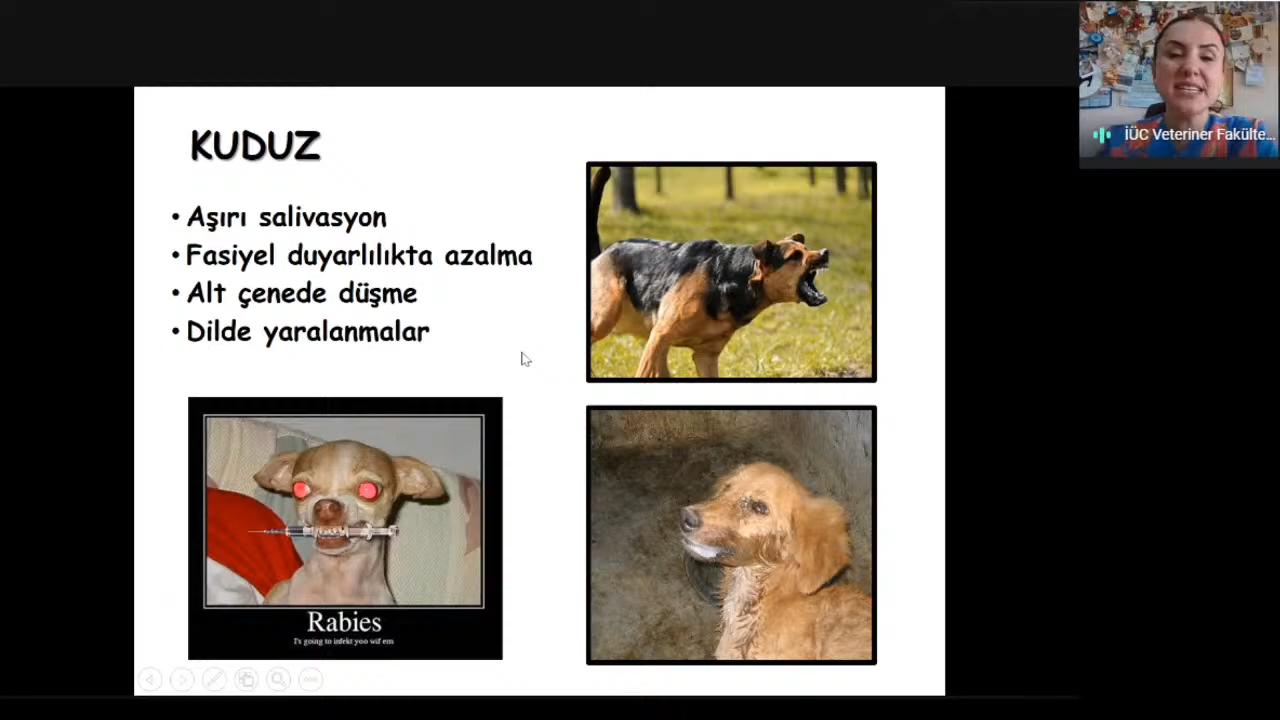 İÜC Veteriner Fakülte...
KUDUZ
• Aşırı salivasyon
• Fasiyel duyarlılıkta azalma
• Alt çenede düşme
• Dilde yaralanmalar
Rabies
I's going to infekt yoo wif em